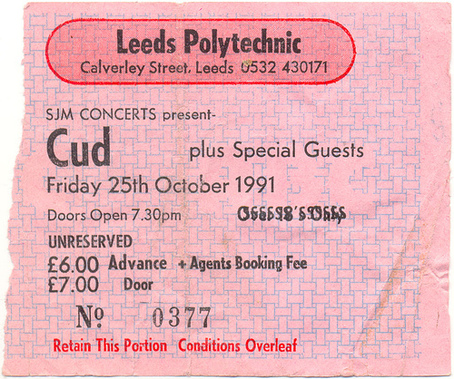 Leeds Polytechnic
Calverley Street, Leeds 0532 430171
SJM CONCERTS present-
Cud plus Special Guests
Friday 25th October 1991
Doors Open 7.30pm
UNRESERVED
£6.00 Advance + Agents Booking Fee
£7.00 Door
Nº 0377
Retain This Portion Conditions Overleaf